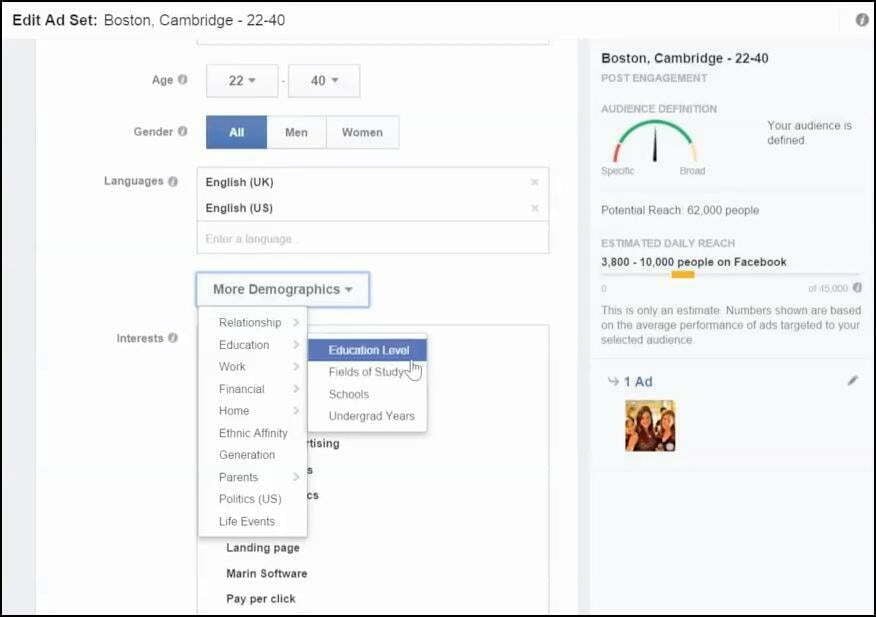 Edit Ad Set: Boston, Cambridge - 22-40
Age
22 - 40
Gender
All Men Women
Languages
English (UK)
English (US)
Enter a language
More Demographics
Relationship
Education
Work
Financial
Home
Ethnic Affinity
Generation
Parents
Politics (US)
Life Events
Education Level
Fields of Study
Schools
Undergrad Years
Interests
rtising
s
cs
Landing page
Marin Software
Pay per click
Boston, Cambridge - 22-40
POST ENGAGEMENT
AUDIENCE DEFINITION
Your audience is
defined.
Specific Broad
Potential Reach: 62,000 people
ESTIMATED DAILY REACH
3,800 - 10,000 people on Facebook
0 of 45,000
This is only an estimate. Numbers shown are based
on the average performance of ads targeted to your
selected audience.
1 Ad